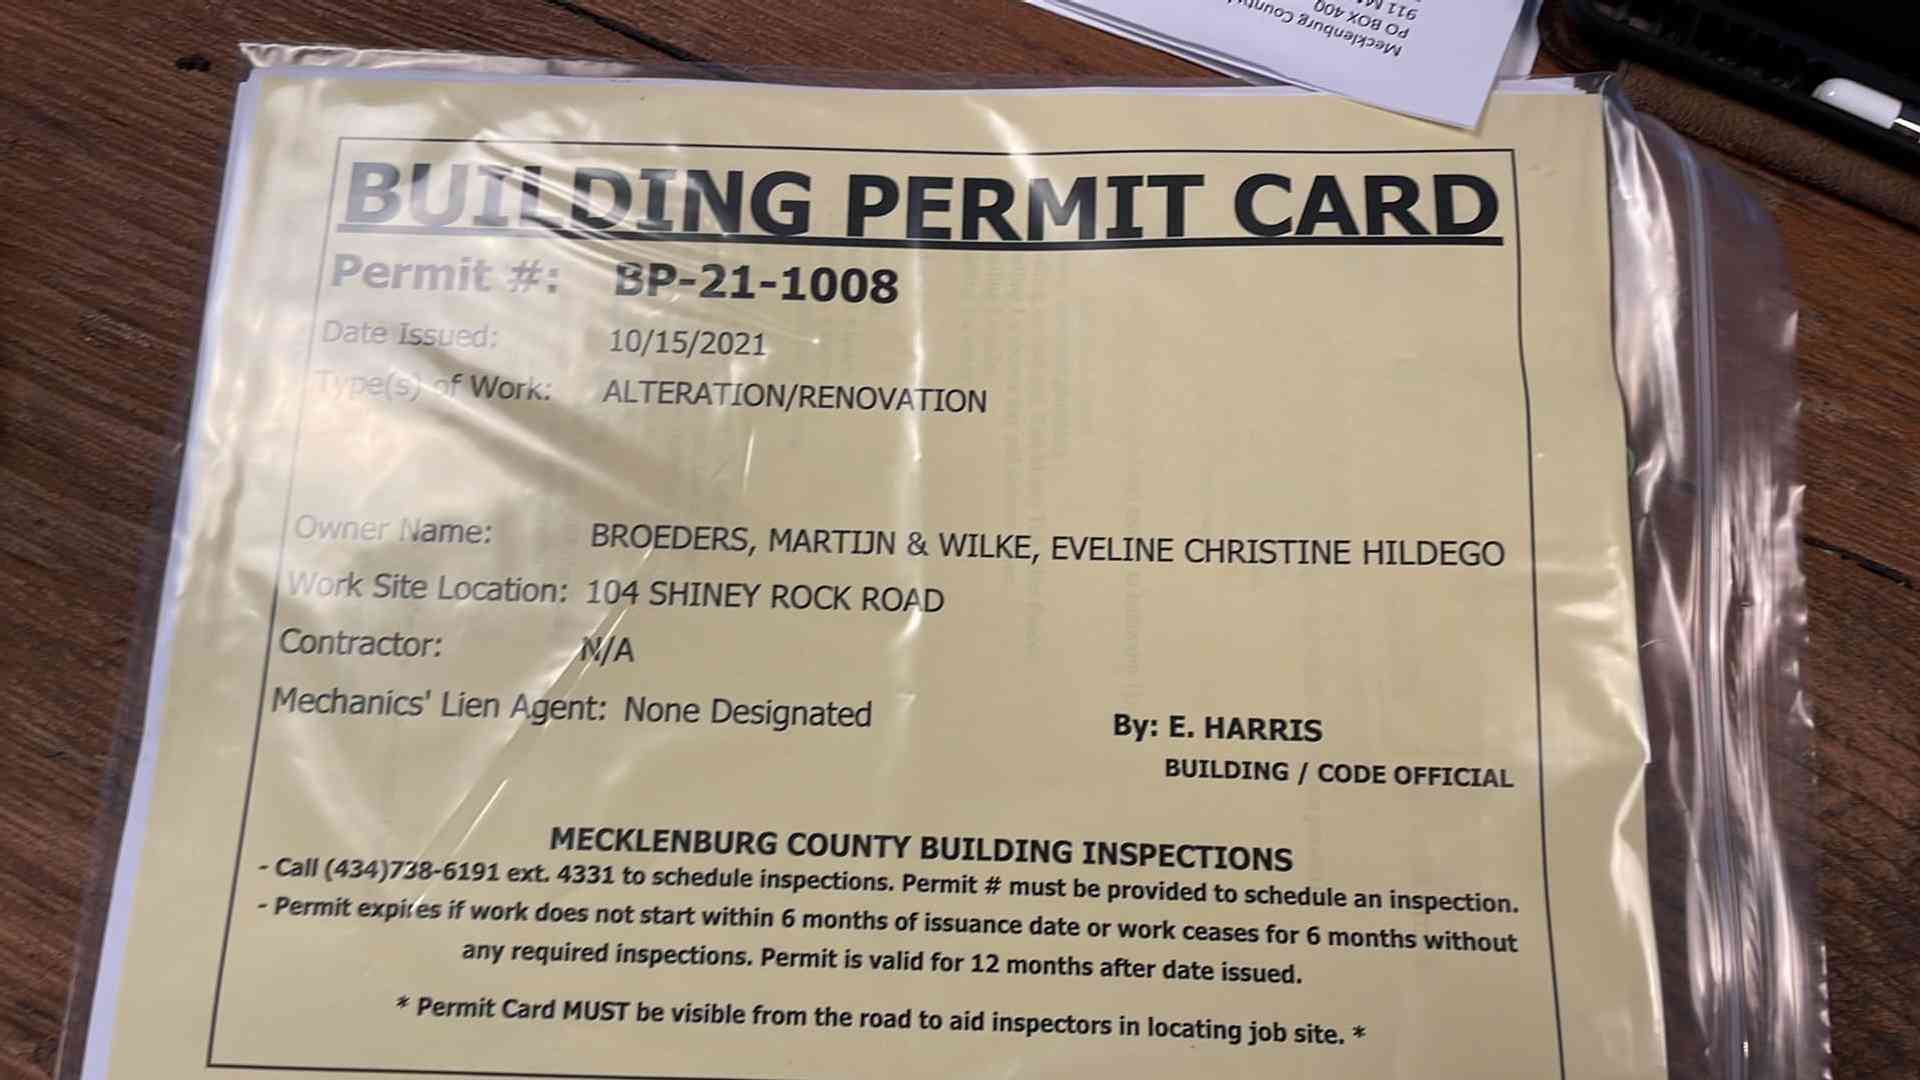 Mecklenburg County
PO BOX 400
911
BUILDING PERMIT CARD
Permit #: BP-21-1008
Date Issued: 10/15/2021
Type(s) of Work: ALTERATION/RENOVATION
Owner Name: BROEDERS, MARTIJN & WILKE, EVELINE CHRISTINE HILDEGO
Work Site Location: 104 SHINEY ROCK ROAD
Contractor: N/A
Mechanics' Lien Agent: None Designated
By: E. HARRIS
BUILDING / CODE OFFICIAL
MECKLENBURG COUNTY BUILDING INSPECTIONS
- Call (434)738-6191 ext. 4331 to schedule inspections. Permit # must be provided to schedule an inspection.
- Permit expires if work does not start within 6 months of issuance date or work ceases for 6 months without
any required inspections. Permit is valid for 12 months after date issued.
* Permit Card MUST be visible from the road to aid inspectors in locating job site. *